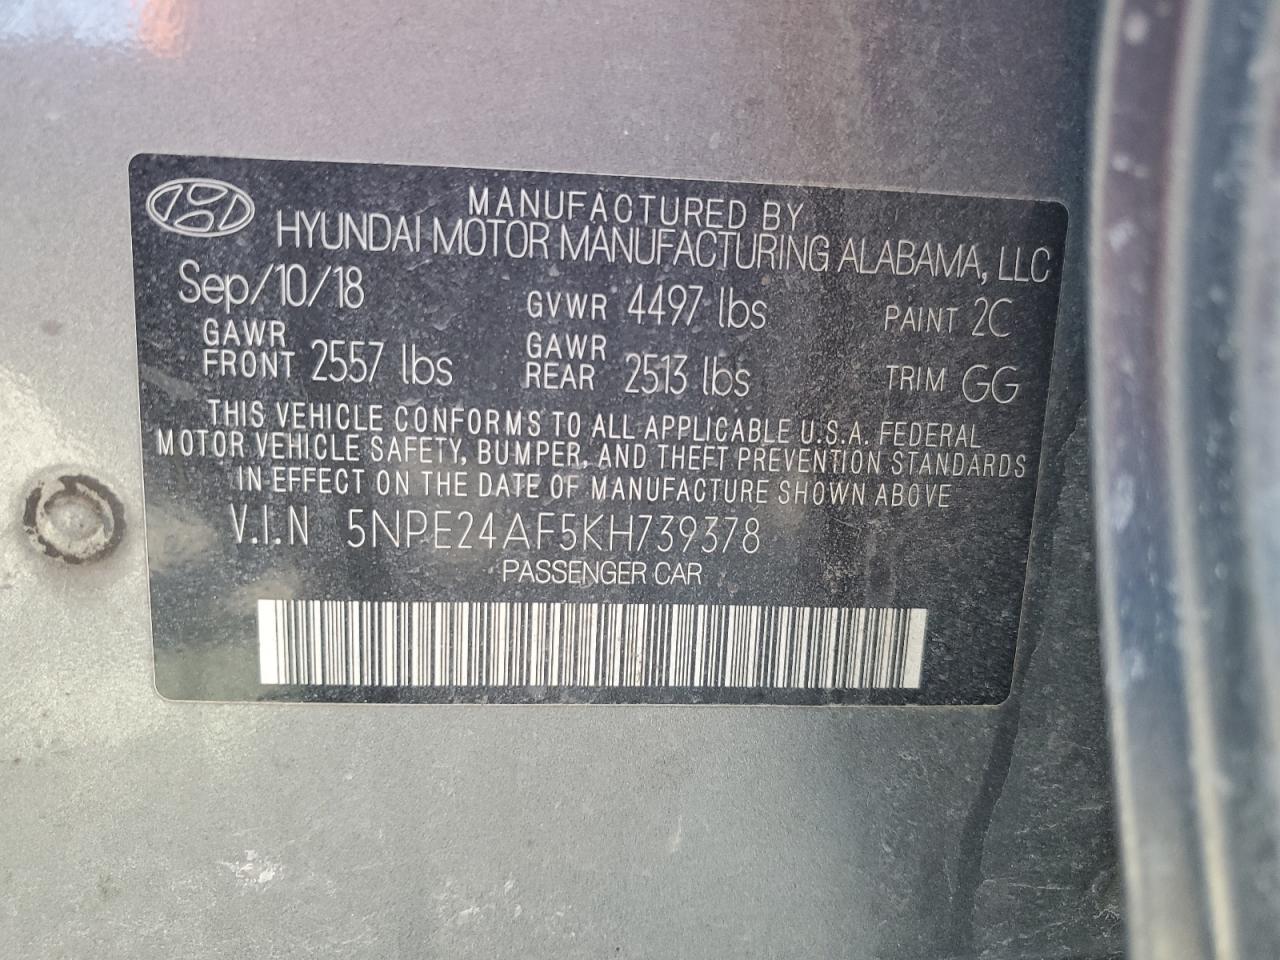 MANUFACTURED BY
HYUNDAI MOTOR MANUFACTURING ALABAMA, LLC
Sep/10/18 GVWR 4497 lbs PAINT 2C
GAWR FRONT 2557 lbs GAWR REAR 2513 lbs TRIM GG
THIS VEHICLE CONFORMS TO ALL APPLICABLE U.S.A. FEDERAL
MOTOR VEHICLE SAFETY, BUMPER, AND THEFT PREVENTION STANDARDS
IN EFFECT ON THE DATE OF MANUFACTURE SHOWN ABOVE
V.I.N 5NPE24AF5KH739378
PASSENGER CAR